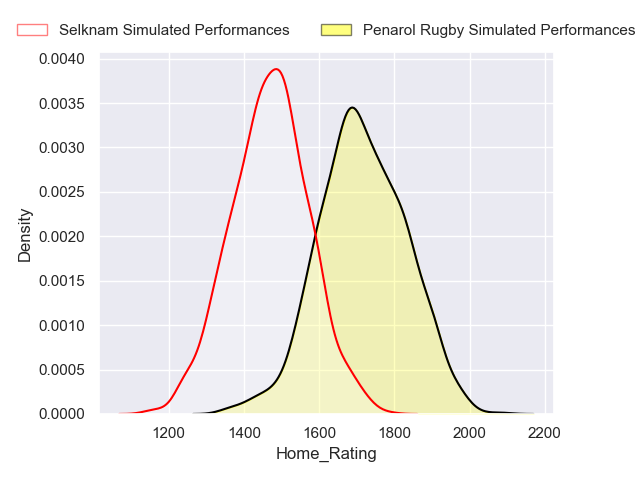 Selknam Simulated Performances Penarol Rugby Simulated Performances
0.0040
0.0035
0.0030
0.0025
0.0020
0.0015
0.0010
0.0005
0.0000
Density
1200 1400 1600 1800 2000 2200
Home_Rating